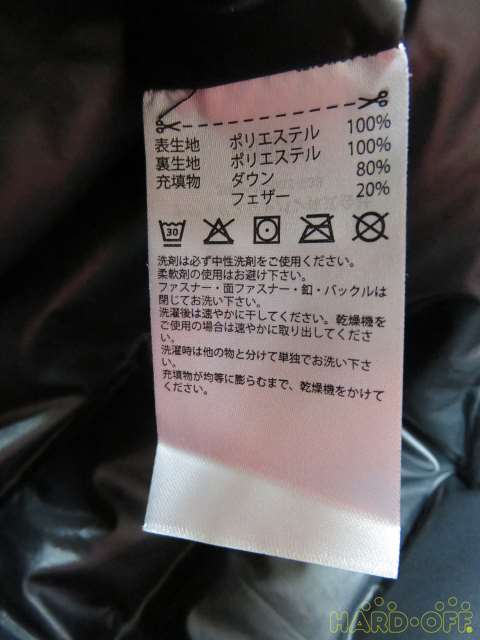 表生地 ポリエステル 100%
裏生地 ポリエステル 100%
充填物 ダウン 80%
フェザー 20%
30
洗剤は必ず中性洗剤をご使用ください。
柔軟剤の使用はお避け下さい。
ファスナー・面ファスナー・釦・バックルは
閉じてお洗い下さい。
洗濯後は速やかに干してください。乾燥機を
ご使用の場合は速やかに取り出してくださ
い。
洗濯時は他の物と分けて単独でお洗い下さ
い。
充填物が均等に膨らむまで、乾燥機をかけて
ください。
HARD・OFF